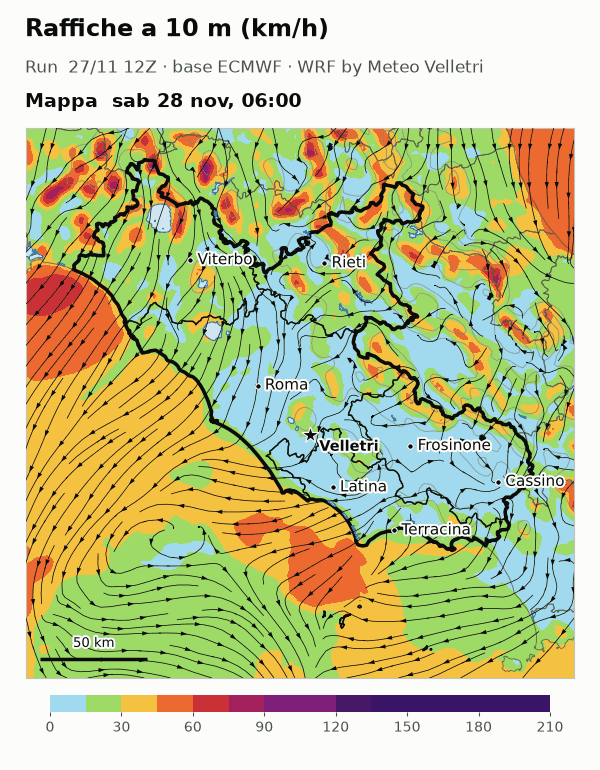 Raffiche a 10 m (km/h)
Run  27/11 12Z · base ECMWF · WRF by Meteo Velletri
Mappa  sab 28 nov, 06:00
Viterbo
Rieti
Roma
Velletri
Frosinone
Cassino
Latina
Terracina
50 km
0 30 60 90 120 150 180 210